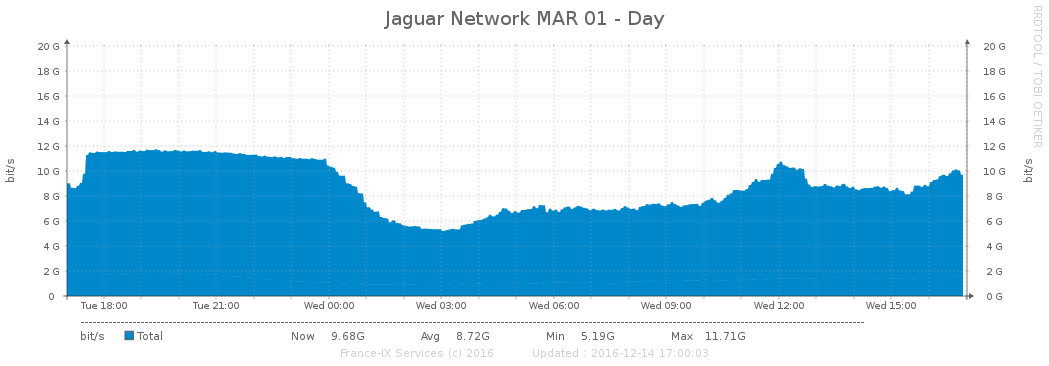 Jaguar Network MAR 01 - Day
RRDTOOL / TOBI OETIKER
bit/s
20 G 20 G
18 G 18 G
16 G 16 G
14 G 14 G
12 G 12 G
10 G 10 G
8 G 8 G
6 G 6 G
4 G 4 G
2 G 2 G
0 0 G
bit/s
Tue 18:00 Tue 21:00 Wed 00:00 Wed 03:00 Wed 06:00 Wed 09:00 Wed 12:00 Wed 15:00
bit/s Total Now 9.68G Avg 8.72G Min 5.19G Max 11.71G
France-IX Services (c) 2016 Updated : 2016-12-14 17:00:03